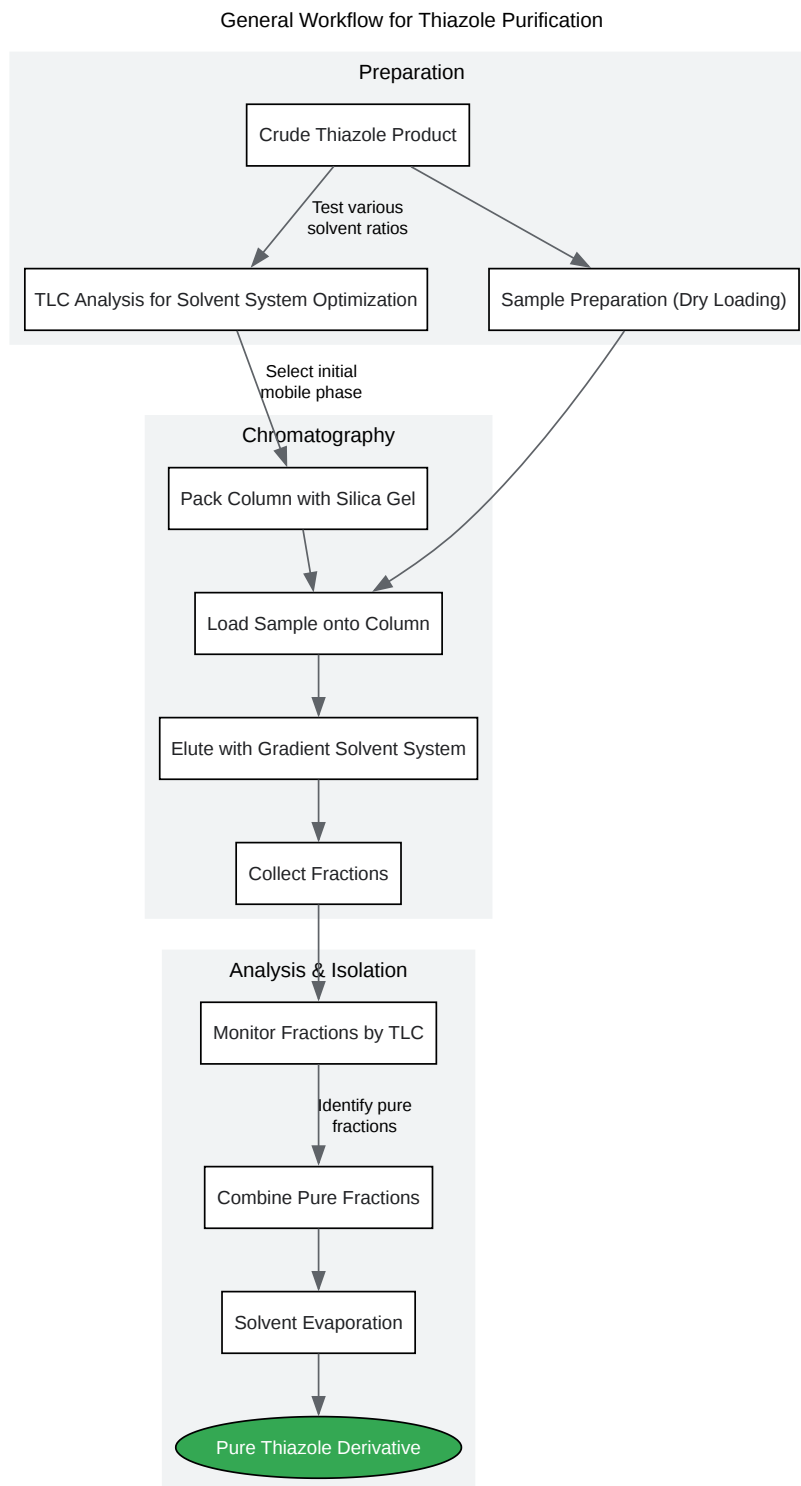 General Workflow for Thiazole Purification
Preparation
Crude Thiazole Product
Test various
solvent ratios
TLC Analysis for Solvent System Optimization
Sample Preparation (Dry Loading)
Select initial
mobile phase
Chromatography
Pack Column with Silica Gel
Load Sample onto Column
Elute with Gradient Solvent System
Collect Fractions
Analysis & Isolation
Monitor Fractions by TLC
Identify pure
fractions
Combine Pure Fractions
Solvent Evaporation
Pure Thiazole Derivative